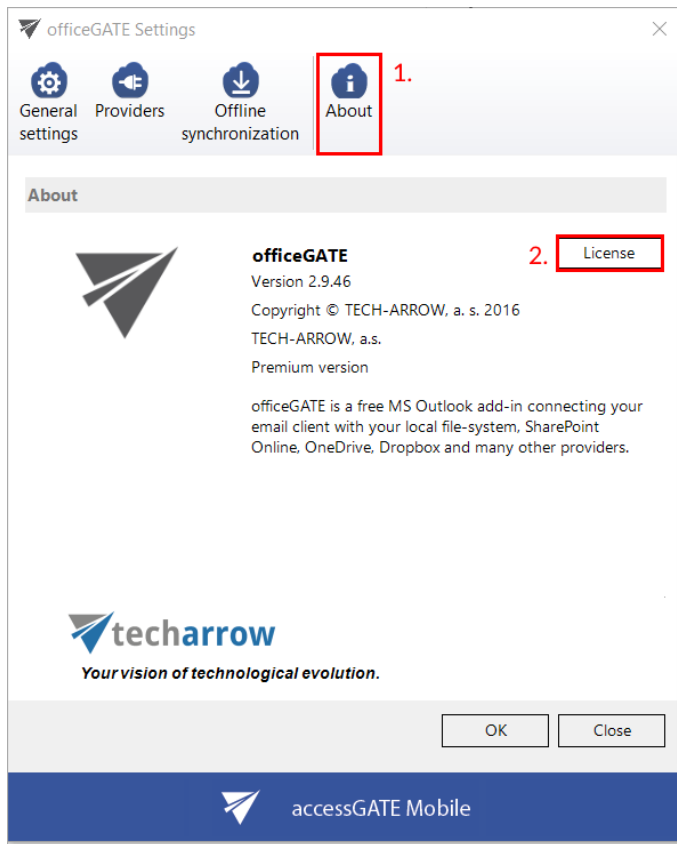 officeGATE Settings
General
settings
Providers
Offline
synchronization
About
1.
About
officeGATE
2.
License
Version 2.9.46
Copyright © TECH-ARROW, a. s. 2016
TECH-ARROW, a.s.
Premium version
officeGATE is a free MS Outlook add-in connecting your
email client with your local file-system, SharePoint
Online, OneDrive, Dropbox and many other providers.
techarrow
Your vision of technological evolution.
OK
Close
accessGATE Mobile